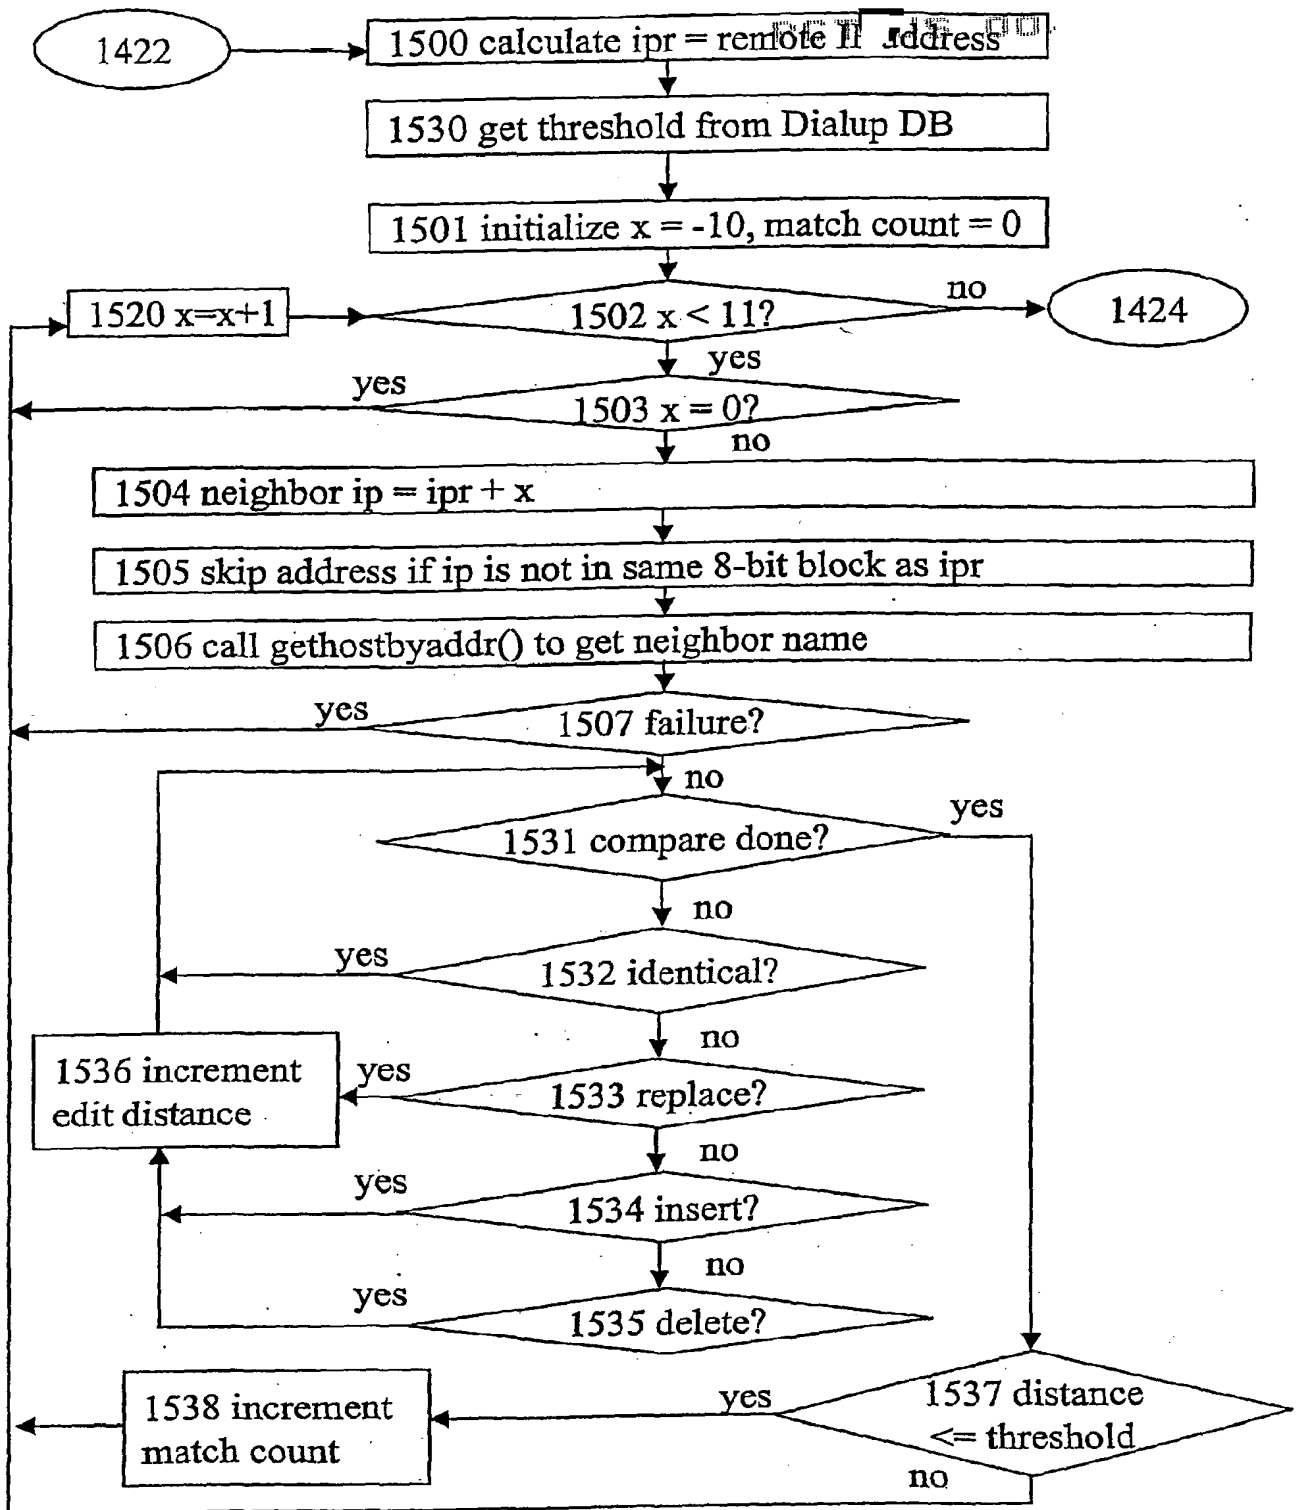 1422
1500 calculate ipr = remote address
1530 get threshold from Dialup DB
1501 initialize x = -10, match count = 0
1520 x=x+1
1502 x < 11?
no
1424
yes
yes
1503 x = 0?
no
1504 neighbor ip = ipr + x
1505 skip address if ip is not in same 8-bit block as ipr
1506 call gethostbyaddr() to get neighbor name
yes
1507 failure?
no
1531 compare done?
yes
no
yes
1532 identical?
no
1536 increment
edit distance
yes
1533 replace?
no
yes
1534 insert?
no
yes
1535 delete?
1538 increment
match count
yes
1537 distance
<= threshold
no